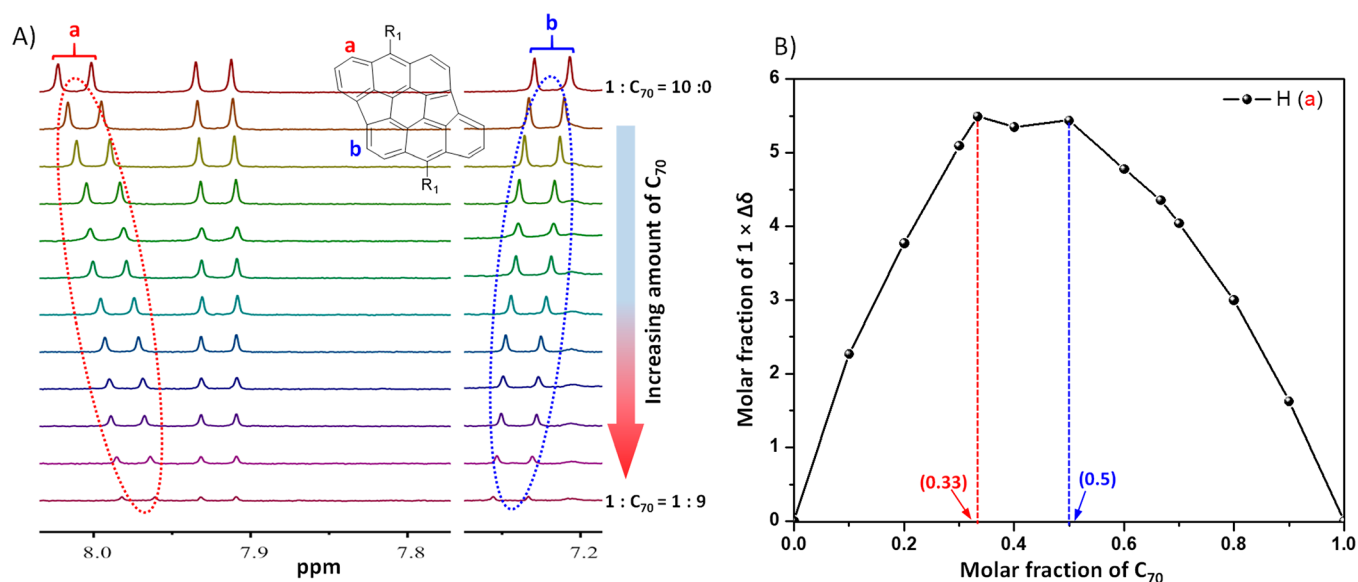 A)
a
b
R1
a
b
R1
1 : C70 = 10 :0
Increasing amount of C70
1 : C70 = 1 : 9
8.0 7.9 7.8 7.2
ppm
B)
H (a)
Molar fraction of 1 × Δδ
6
5
4
3
2
1
0
(0.33)
(0.5)
0.0 0.2 0.4 0.6 0.8 1.0
Molar fraction of C70